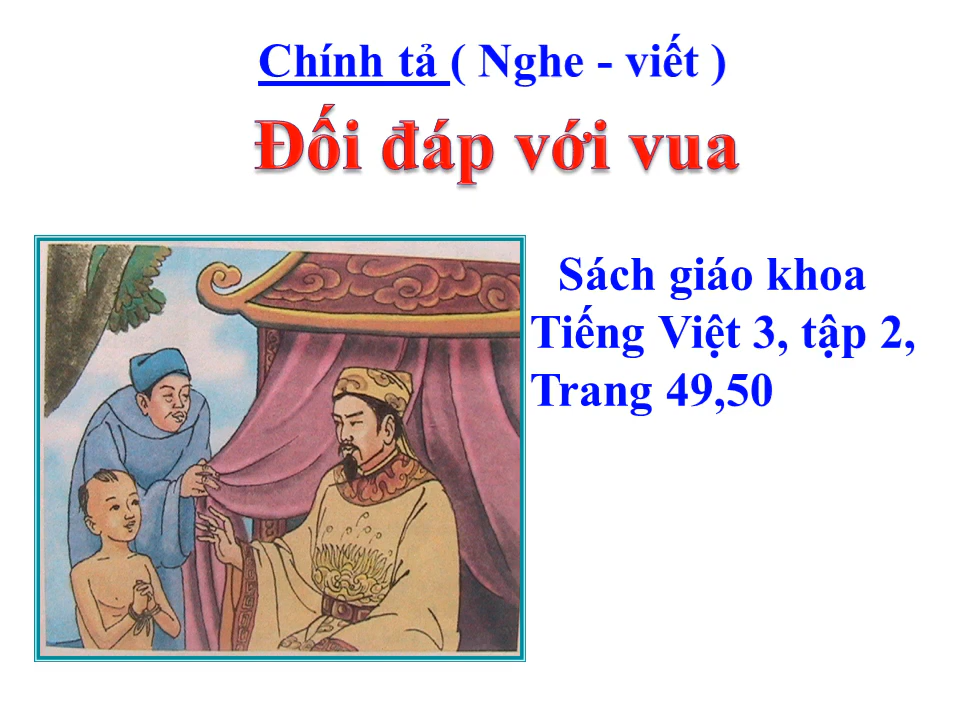 Chính tả ( Nghe - viết )
Đối đáp với vua
Sách giáo khoa
Tiếng Việt 3, tập 2,
Trang 49,50